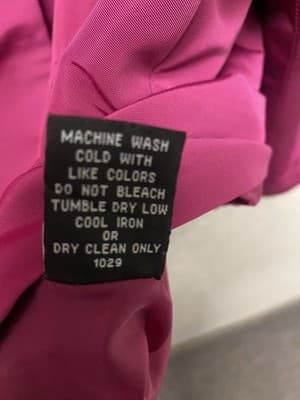 MACHINE WASH
COLD WITH
LIKE COLORS
DO NOT BLEACH
TUMBLE DRY LOW
COOL IRON
OR
DRY CLEAN ONLY
1029